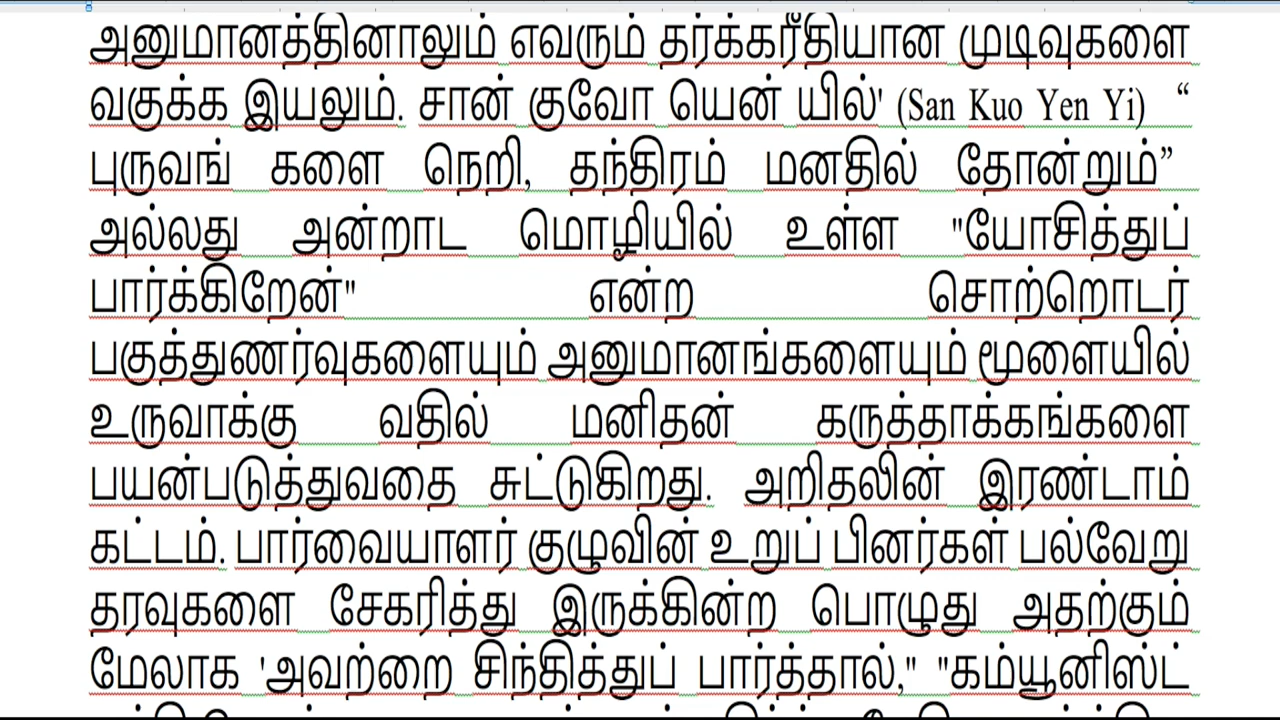 அனுமானத்தினாலும் எவரும் தர்க்கரீதியான முடிவுகளை
வகுக்க இயலும். சான் குவோ யென் யில்' (San Kuo Yen Yi) “
புருவங் களை நெறி, தந்திரம் மனதில் தோன்றும்”
அல்லது அன்றாட மொழியில் உள்ள "யோசித்துப்
பார்க்கிறேன்" என்ற சொற்றொடர்
பகுத்துணர்வுகளையும் அனுமானங்களையும் மூளையில்
உருவாக்கு வதில் மனிதன் கருத்தாக்கங்களை
பயன்படுத்துவதை சுட்டுகிறது. அறிதலின் இரண்டாம்
கட்டம். பார்வையாளர் குழுவின் உறுப் பினர்கள் பல்வேறு
தரவுகளை சேகரித்து இருக்கின்ற பொழுது அதற்கும்
மேலாக 'அவற்றை சிந்தித்துப் பார்த்தால்," "கம்யூனிஸ்ட்